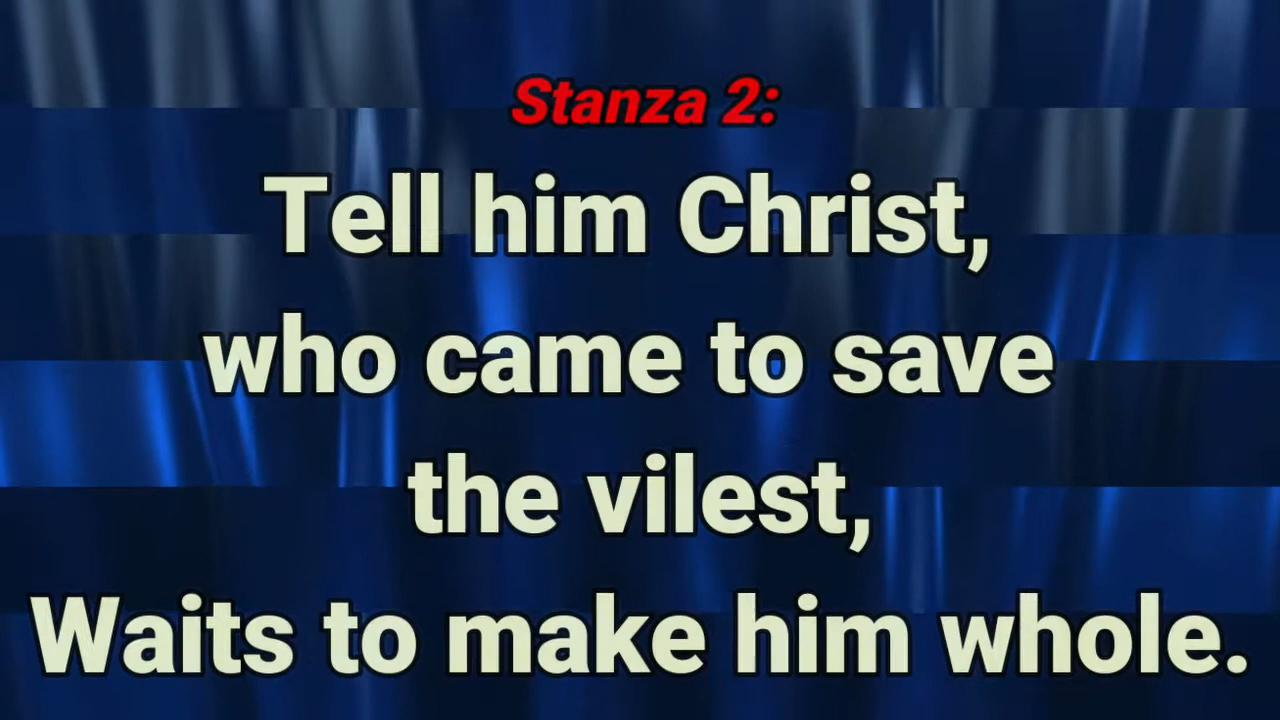 Stanza 2:
Tell him Christ,
who came to save
the vilest,
Waits to make him whole.